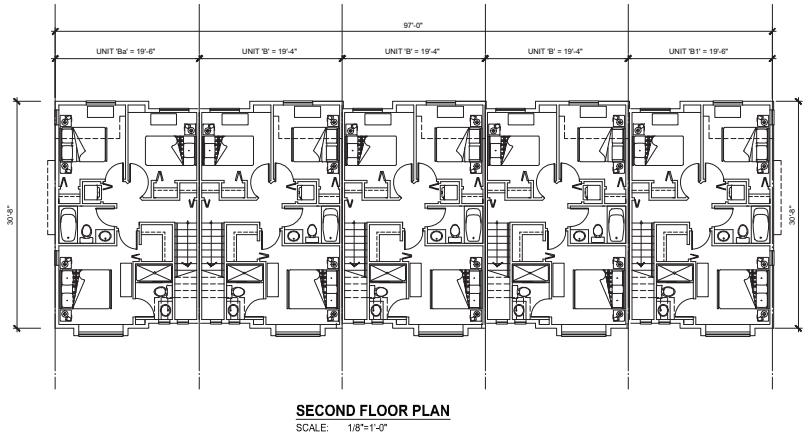 97'-0"
UNIT 'Ba' = 19'-6"
UNIT 'B' = 19'-4"
UNIT 'B' = 19'-4"
UNIT 'B' = 19'-4"
UNIT 'B1' = 19'-6"
30'-8"
30'-8"
SECOND FLOOR PLAN
SCALE: 1/8"=1'-0"